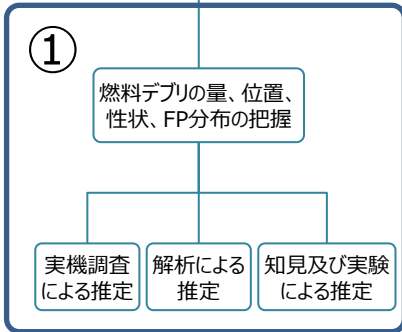 ①
燃料デブリの量、位置、
性状、FP分布の把握
実機調査
による推定
解析による
推定
知見及び実験
による推定